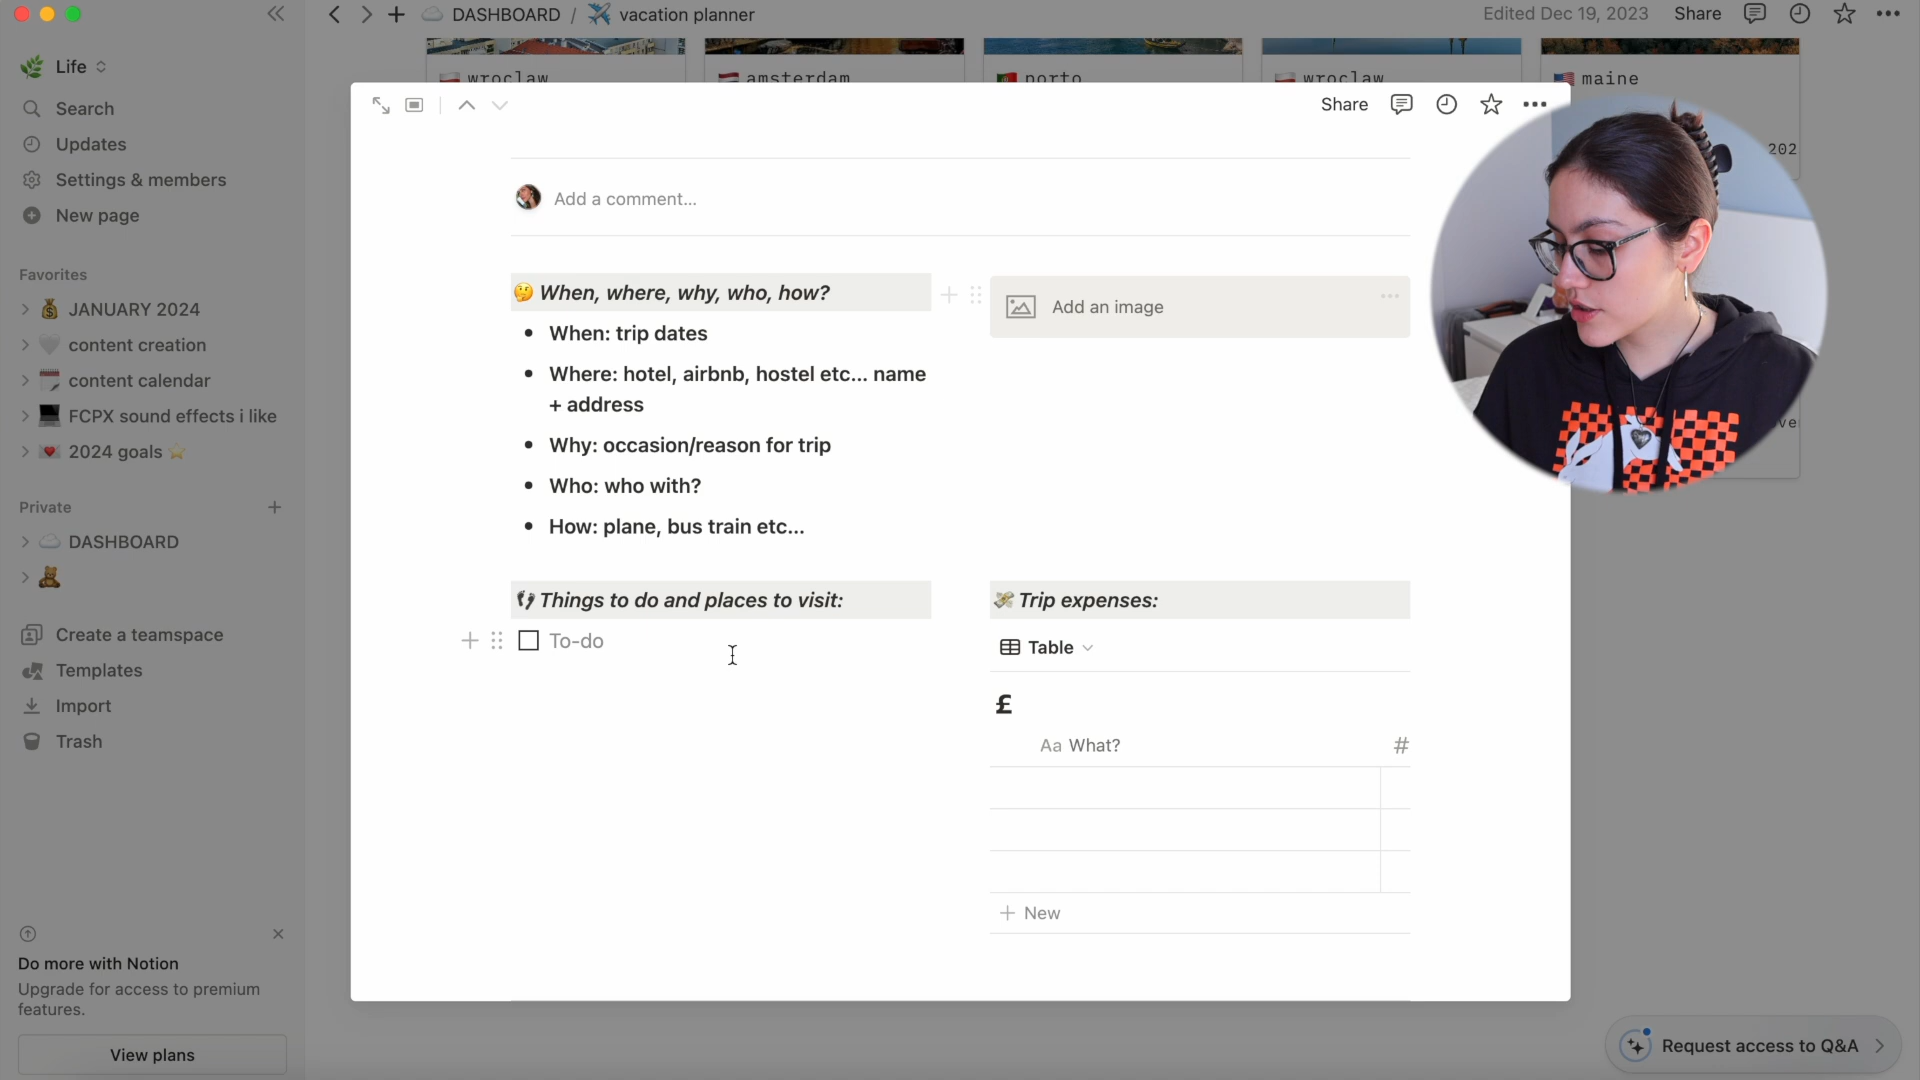 DASHBOARD / vacation planner
Edited Dec 19, 2023 Share
Life
Search
Updates
Settings & members
New page
Favorites
JANUARY 2024
content creation
content calendar
FCPX sound effects i like
2024 goals
Private
DASHBOARD
Create a teamspace
Templates
Import
Trash
Do more with Notion
Upgrade for access to premium
features.
View plans
wroclaw
amsterdam
porto
wroclaw
maine
202
Share
Add a comment...
When, where, why, who, how?
Add an image
• When: trip dates
• Where: hotel, airbnb, hostel etc... name
+ address
• Why: occasion/reason for trip
• Who: who with?
• How: plane, bus train etc...
Things to do and places to visit:
To-do
Trip expenses:
Table
£
Aa What?
#
+ New
Request access to Q&A